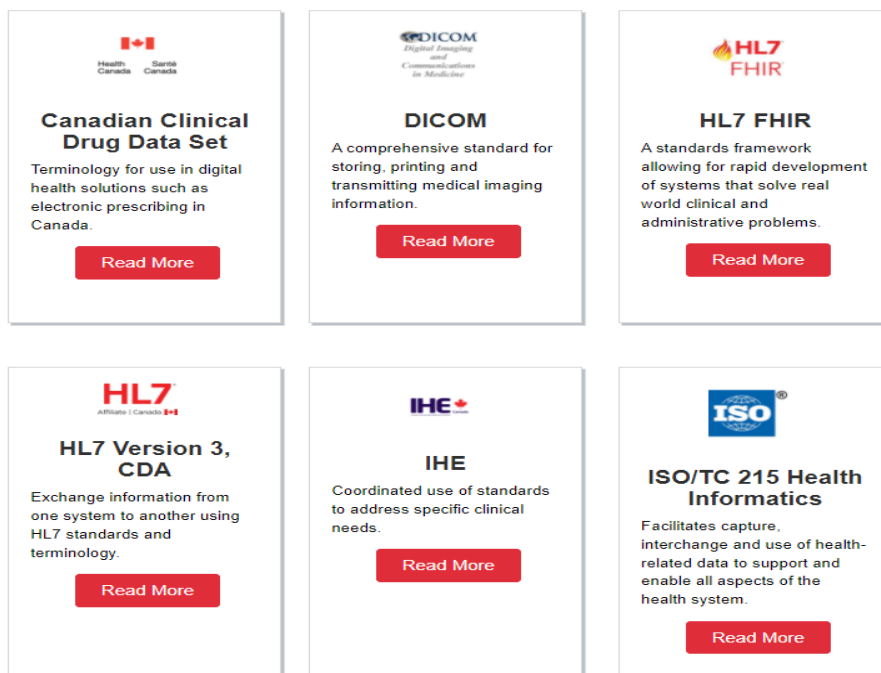 Health Canada
Santé Canada
Canadian Clinical
Drug Data Set
Terminology for use in digital
health solutions such as
electronic prescribing in
Canada.
Read More
DICOM
Digital Imaging
and
Communications
in Medicine
DICOM
A comprehensive standard for
storing, printing and
transmitting medical imaging
information.
Read More
HL7
FHIR
HL7 FHIR
A standards framework
allowing for rapid development
of systems that solve real
world clinical and
administrative problems.
Read More
HL7
Affiliate | Canada
HL7 Version 3,
CDA
Exchange information from
one system to another using
HL7 standards and
terminology.
Read More
IHE
Canada
IHE
Coordinated use of standards
to address specific clinical
needs.
Read More
ISO®
ISO/TC 215 Health
Informatics
Facilitates capture,
interchange and use of health-
related data to support and
enable all aspects of the
health system.
Read More